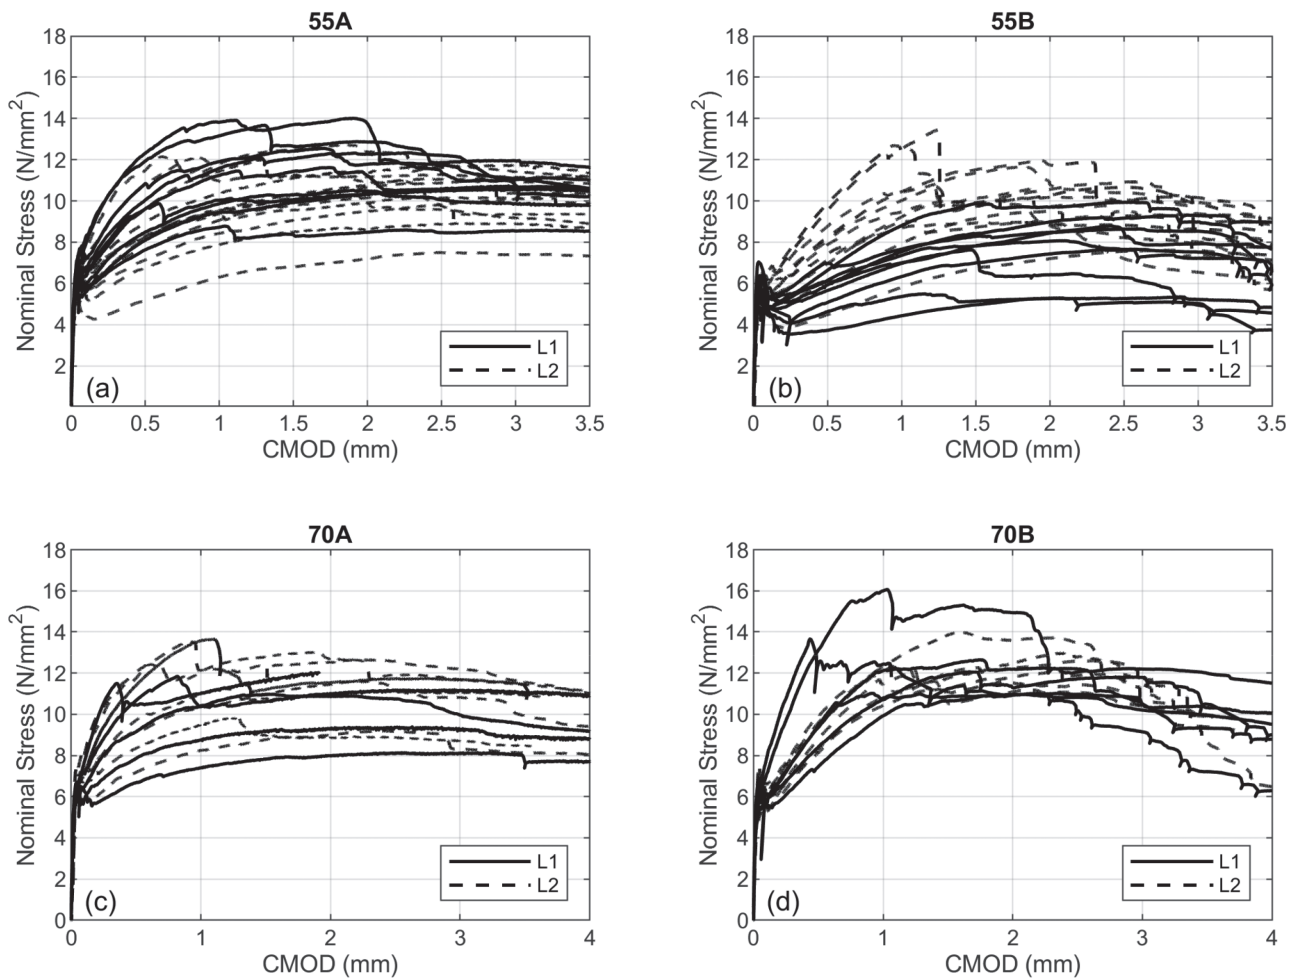 55A
18
16
14
12
10
8
6
4
2
Nominal Stress (N/mm²)
(a)
L1
L2
0 0.5 1 1.5 2 2.5 3 3.5
CMOD (mm)
55B
18
16
14
12
10
8
6
4
2
Nominal Stress (N/mm²)
(b)
L1
L2
0 0.5 1 1.5 2 2.5 3 3.5
CMOD (mm)
70A
18
16
14
12
10
8
6
4
2
0
Nominal Stress (N/mm²)
(c)
L1
L2
0 1 2 3 4
CMOD (mm)
70B
18
16
14
12
10
8
6
4
2
0
Nominal Stress (N/mm²)
(d)
L1
L2
0 1 2 3 4
CMOD (mm)